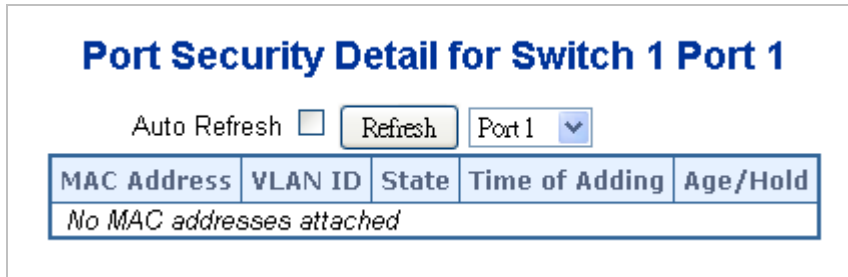 Port Security Detail for Switch 1 Port 1
Auto Refresh Refresh Port 1
MAC Address VLAN ID State Time of Adding Age/Hold
No MAC addresses attached